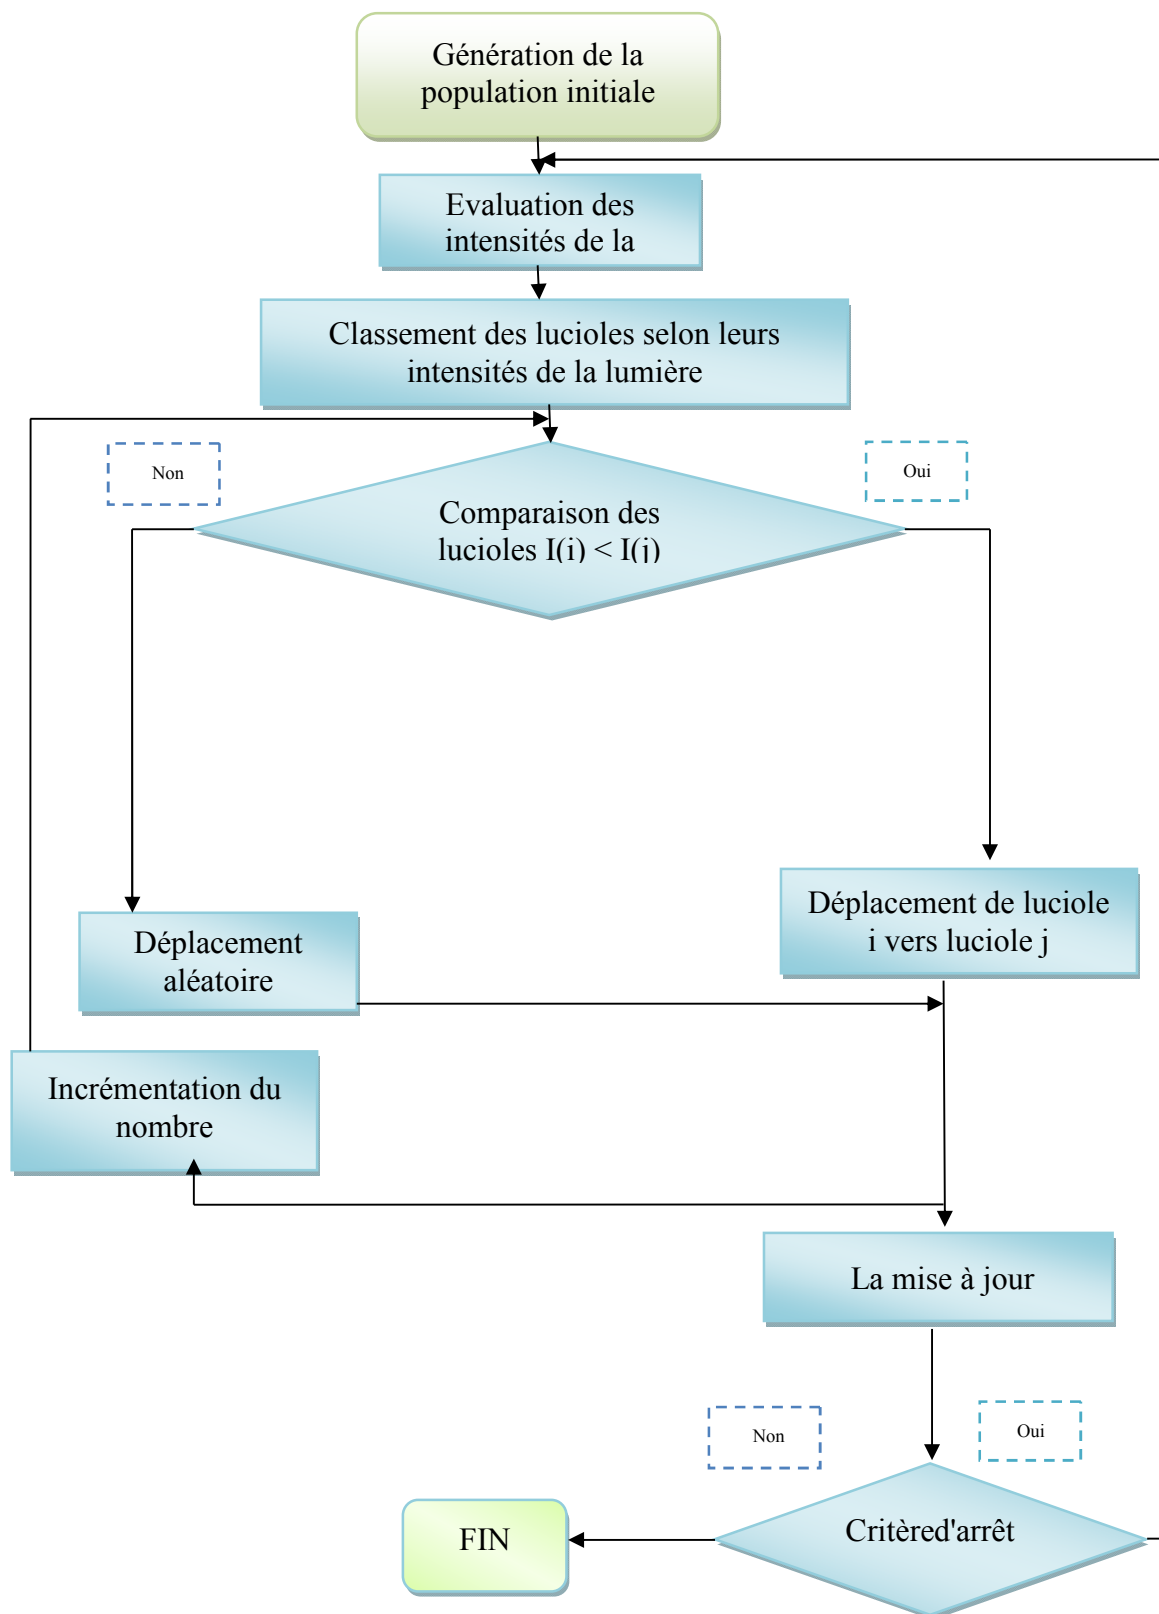 Génération de la
population initiale
Evaluation des
intensités de la
Classement des lucioles selon leurs
intensités de la lumière
Non
Oui
Comparaison des
lucioles I(i) < I(j)
Déplacement de luciole
i vers luciole j
Déplacement
aléatoire
Incrémentation du
nombre
La mise à jour
Non
Oui
Critèred'arrêt
FIN